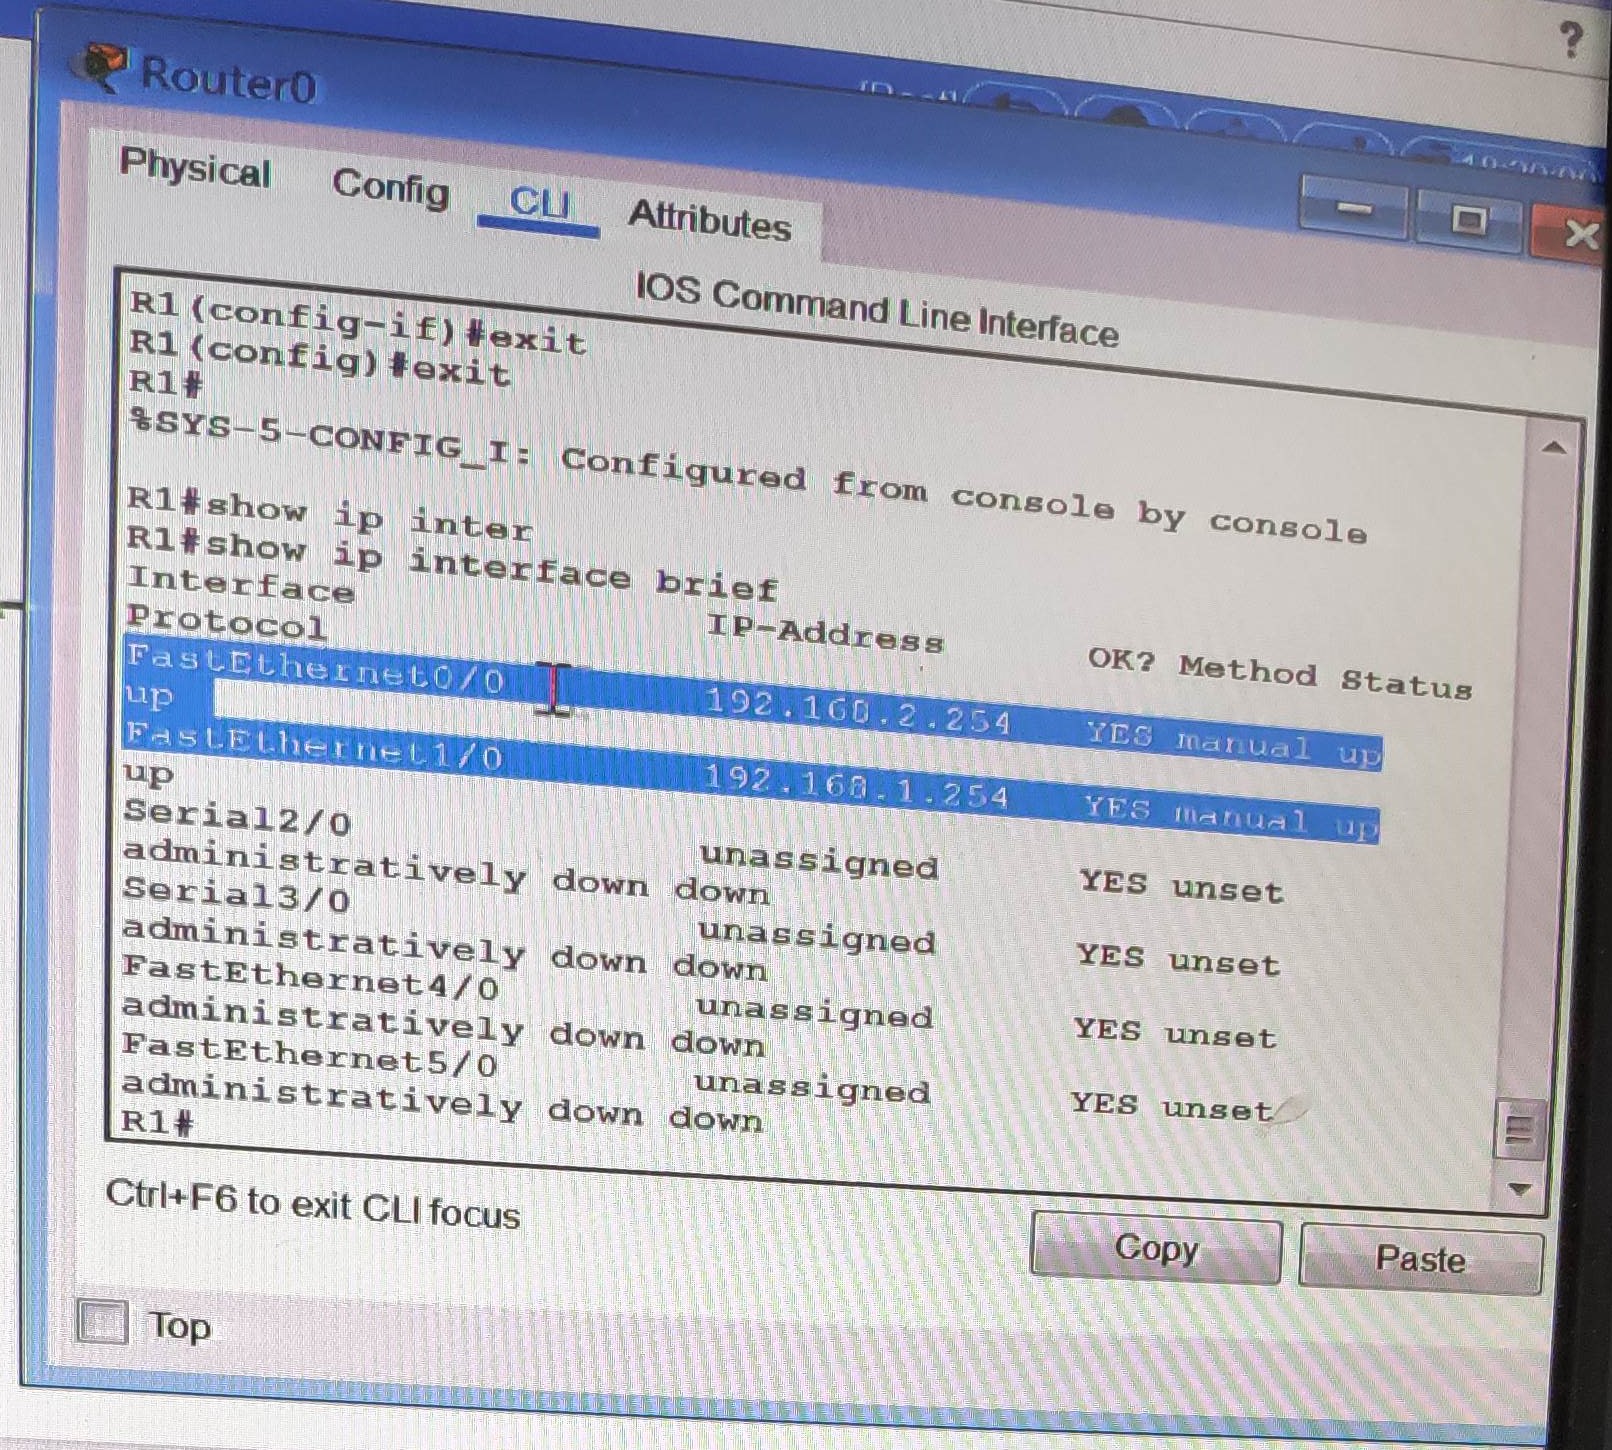 ?
Router0
Physical Config CLI Attributes
IOS Command Line Interface
R1(config-if)#exit
R1(config)#exit
R1#
%SYS-5-CONFIG_I: Configured from console by console
R1#show ip inter
R1#show ip interface brief
Interface IP-Address OK? Method Status
Protocol
FastEthernet0/0 192.168.2.254 YES manual up
up
FastEthernet1/0 192.168.1.254 YES manual up
up
Serial2/0 unassigned YES unset
administratively down down
Serial3/0 unassigned YES unset
administratively down down
FastEthernet4/0 unassigned YES unset
administratively down down
FastEthernet5/0 unassigned YES unset
administratively down down
R1#
Ctrl+F6 to exit CLI focus
Copy Paste
Top